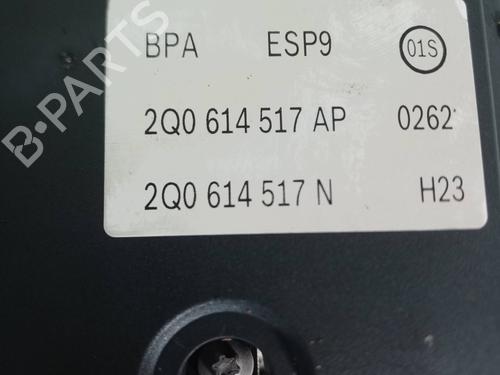 BPA ESP9 01S
2Q0 614 517 AP 0262
2Q0 614 517 N H23
B-PARTS